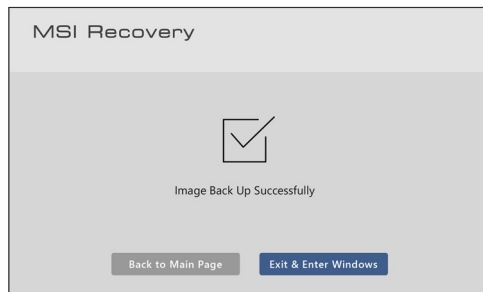 MSI Recovery
Image Back Up Successfully
Back to Main Page
Exit & Enter Windows